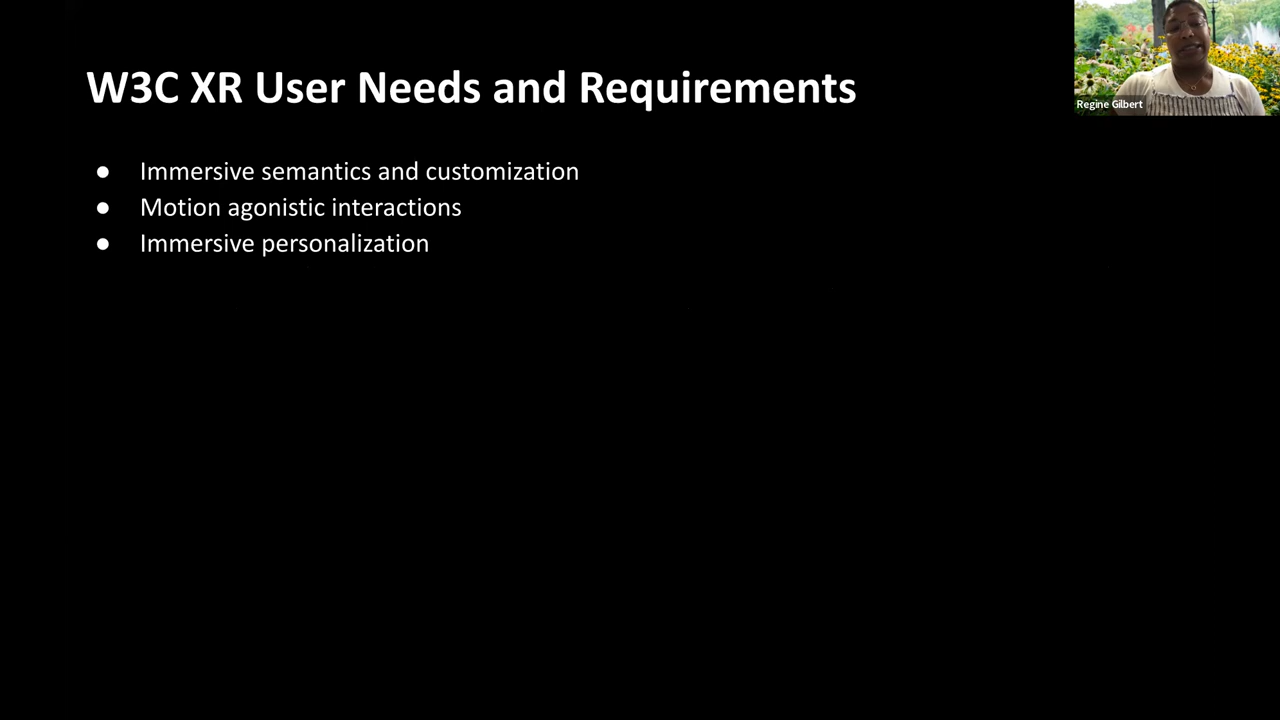 W3C XR User Needs and Requirements
Regine Gilbert
● Immersive semantics and customization
● Motion agonistic interactions
● Immersive personalization